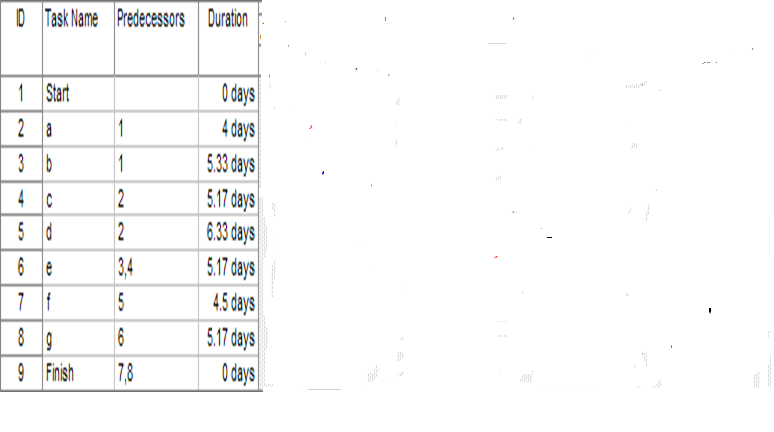 ID Task Name Predecessors Duration
1 Start 0 days
2 a 1 4 days
3 b 1 5.33 days
4 c 2 5.17 days
5 d 2 6.33 days
6 e 3,4 5.17 days
7 f 5 4.5 days
8 g 6 5.17 days
9 Finish 7,8 0 days